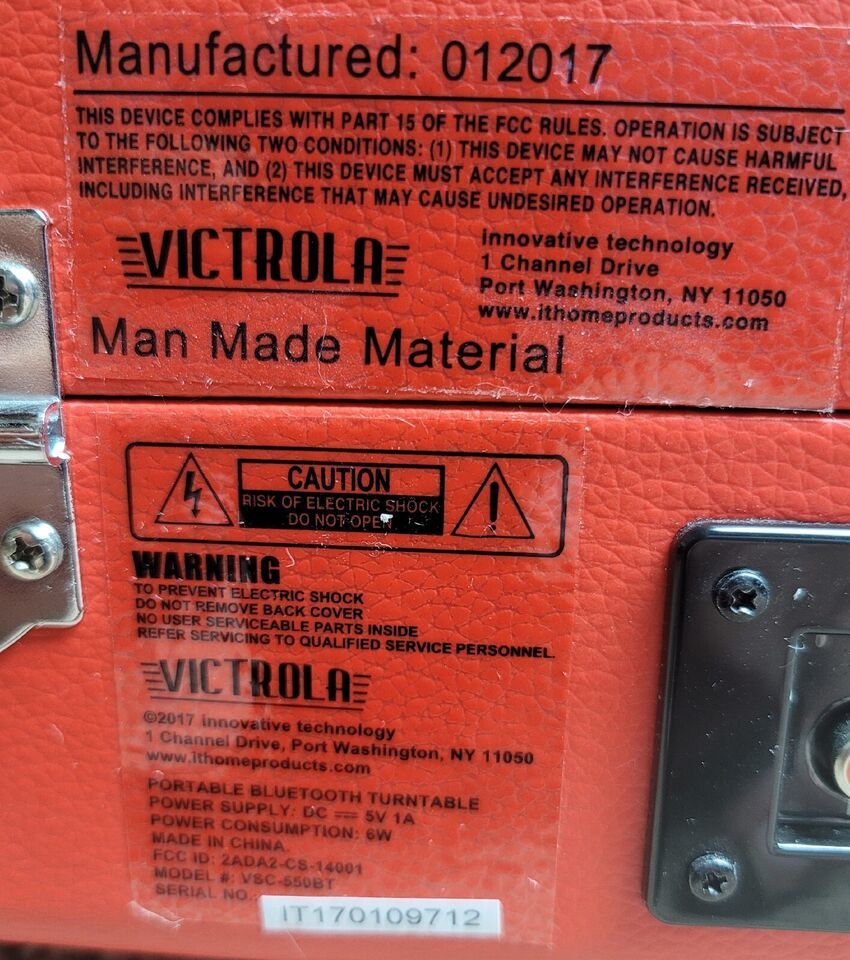 Manufactured: 012017
THIS DEVICE COMPLIES WITH PART 15 OF THE FCC RULES. OPERATION IS SUBJECT
TO THE FOLLOWING TWO CONDITIONS: (1) THIS DEVICE MAY NOT CAUSE HARMFUL
INTERFERENCE, AND (2) THIS DEVICE MUST ACCEPT ANY INTERFERENCE RECEIVED,
INCLUDING INTERFERENCE THAT MAY CAUSE UNDESIRED OPERATION.
VICTROLA
innovative technology
1 Channel Drive
Port Washington, NY 11050
www.ithomeproducts.com
Man Made Material
CAUTION
RISK OF ELECTRIC SHOCK
DO NOT OPEN
WARNING
TO PREVENT ELECTRIC SHOCK
DO NOT REMOVE BACK COVER
NO USER SERVICEABLE PARTS INSIDE
REFER SERVICING TO QUALIFIED SERVICE PERSONNEL.
VICTROLA
©2017 innovative technology
1 Channel Drive, Port Washington, NY 11050
www.ithomeproducts.com
PORTABLE BLUETOOTH TURNTABLE
POWER SUPPLY: DC ⎓ 5V 1A
POWER CONSUMPTION: 6W
MADE IN CHINA
FCC ID: 2ADA2-CS-14001
MODEL #: VSC-550BT
SERIAL NO.
IT170109712